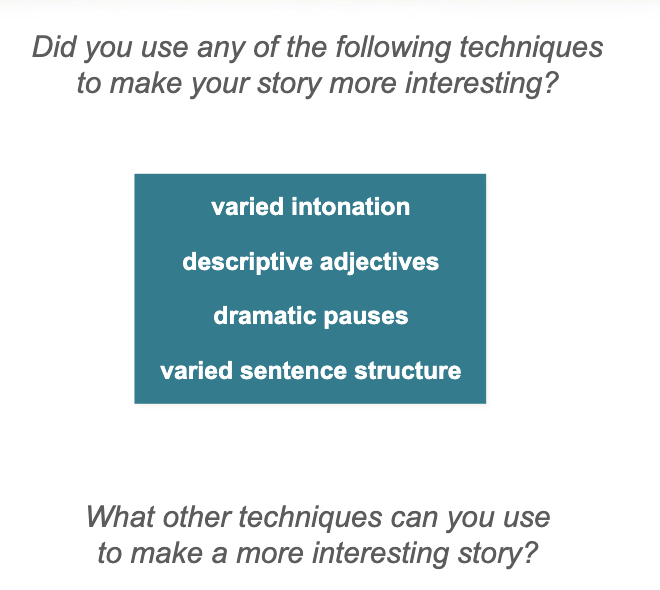 Did you use any of the following techniques
to make your story more interesting?
varied intonation
descriptive adjectives
dramatic pauses
varied sentence structure
What other techniques can you use
to make a more interesting story?